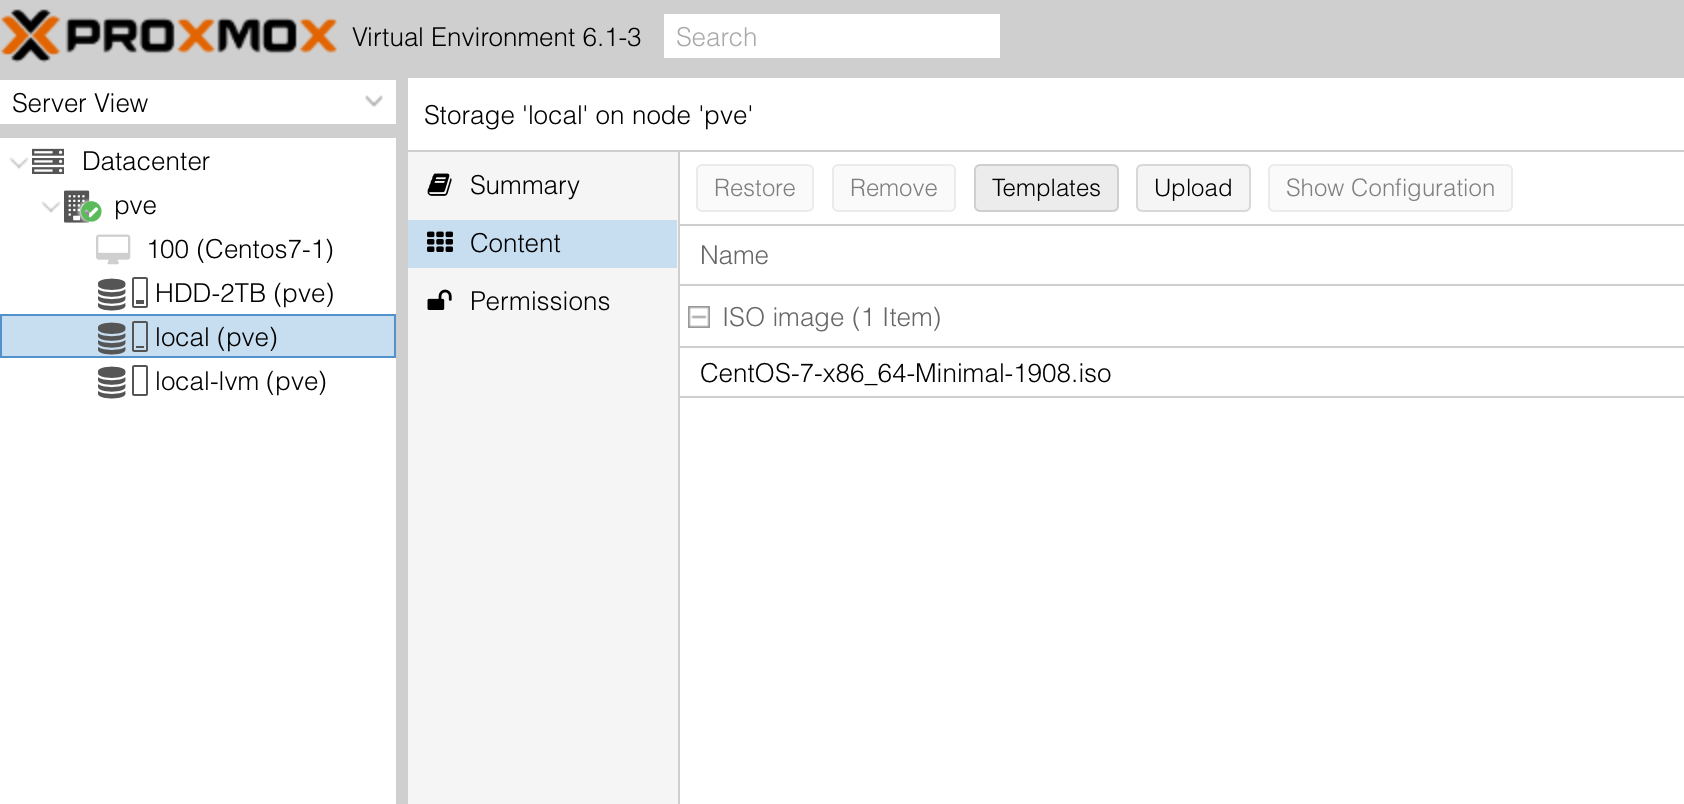 PROXMOX Virtual Environment 6.1-3 Search
Server View
Datacenter
pve
100 (Centos7-1)
HDD-2TB (pve)
local (pve)
local-lvm (pve)
Storage 'local' on node 'pve'
Summary
Content
Permissions
Restore Remove Templates Upload Show Configuration
Name
ISO image (1 Item)
CentOS-7-x86_64-Minimal-1908.iso